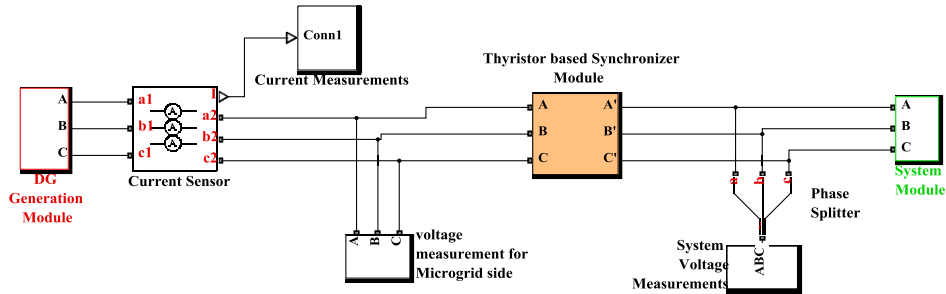 Conn1
Current Measurements
A
B
C
DG
Generation
Module
a1
b1
c1
A
A
A
I
a2
b2
c2
Current Sensor
A
B
C
voltage
measurement for
Microgrid side
Thyristor based Synchronizer
Module
A
B
C
A'
B'
C'
a
b
c
Phase
Splitter
ABC
System
Voltage
Measurements
A
B
C
System
Module